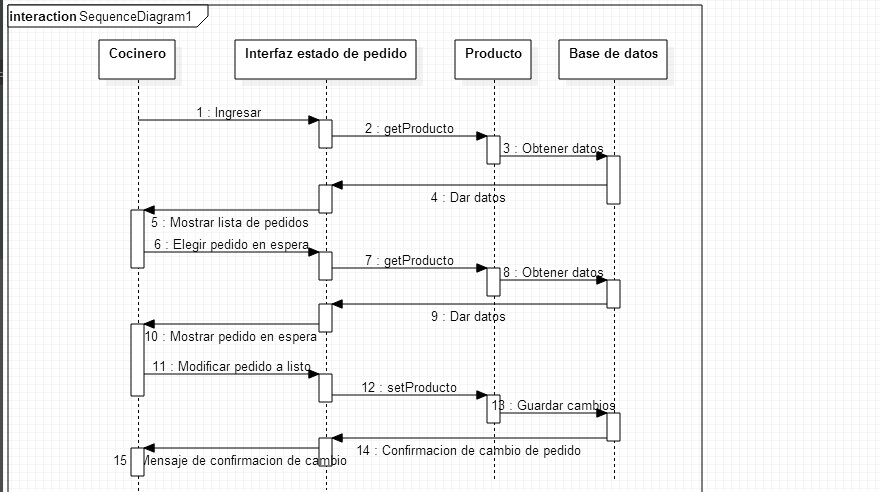 interaction SequenceDiagram1
Cocinero
Interfaz estado de pedido
Producto
Base de datos
1 : Ingresar
2 : getProducto
3 : Obtener datos
4 : Dar datos
5 : Mostrar lista de pedidos
6 : Elegir pedido en espera
7 : getProducto
8 : Obtener datos
9 : Dar datos
10 : Mostrar pedido en espera
11 : Modificar pedido a listo
12 : setProducto
13 : Guardar cambios
14 : Confirmacion de cambio de pedido
15 : Mensaje de confirmacion de cambio